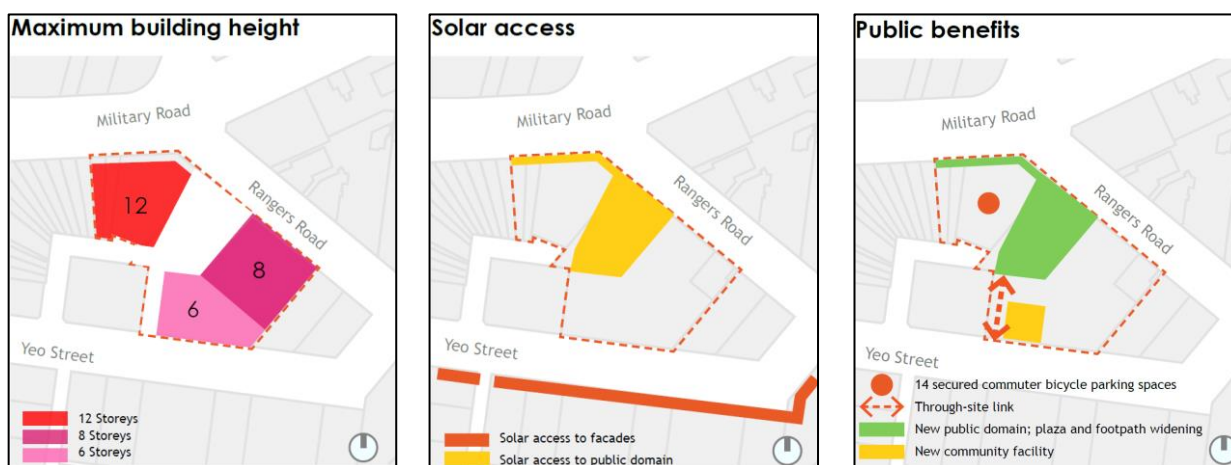 Maximum building height
Military Road
12
Rangers Road
8
6
Yeo Street
12 Storeys
8 Storeys
6 Storeys
Solar access
Military Road
Rangers Road
Yeo Street
Solar access to facades
Solar access to public domain
Public benefits
Military Road
Rangers Road
Yeo Street
14 secured commuter bicycle parking spaces
Through-site link
New public domain; plaza and footpath widening
New community facility